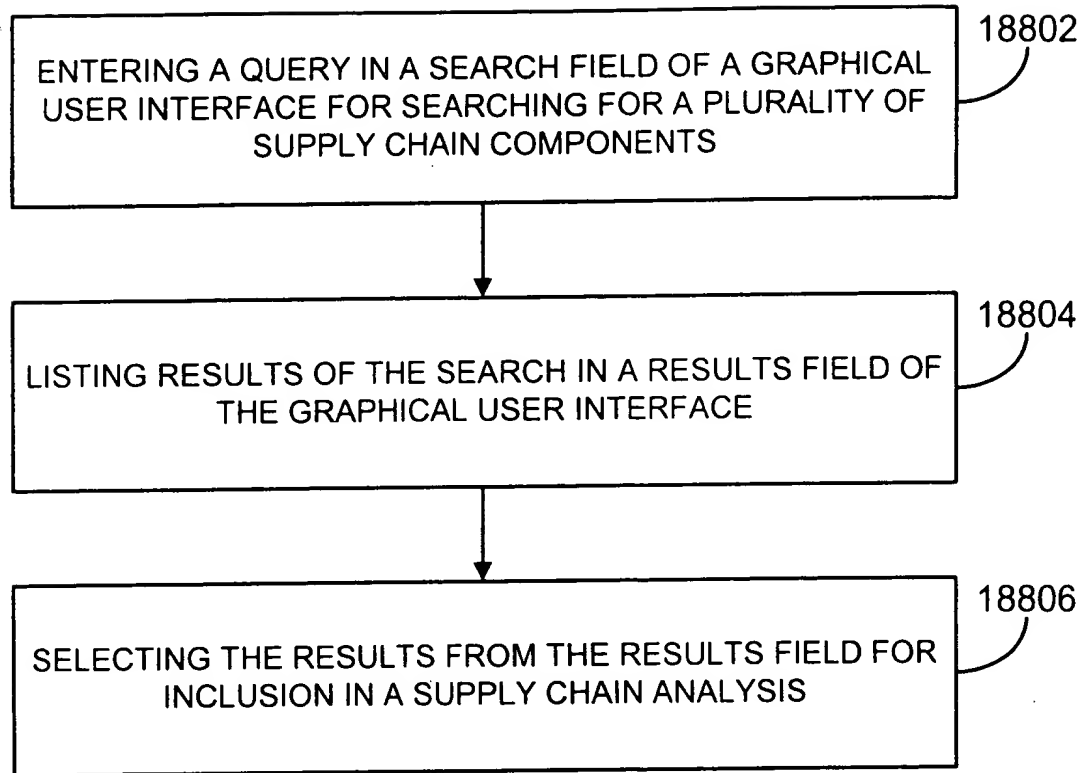 18802
ENTERING A QUERY IN A SEARCH FIELD OF A GRAPHICAL
USER INTERFACE FOR SEARCHING FOR A PLURALITY OF
SUPPLY CHAIN COMPONENTS
18804
LISTING RESULTS OF THE SEARCH IN A RESULTS FIELD OF
THE GRAPHICAL USER INTERFACE
18806
SELECTING THE RESULTS FROM THE RESULTS FIELD FOR
INCLUSION IN A SUPPLY CHAIN ANALYSIS